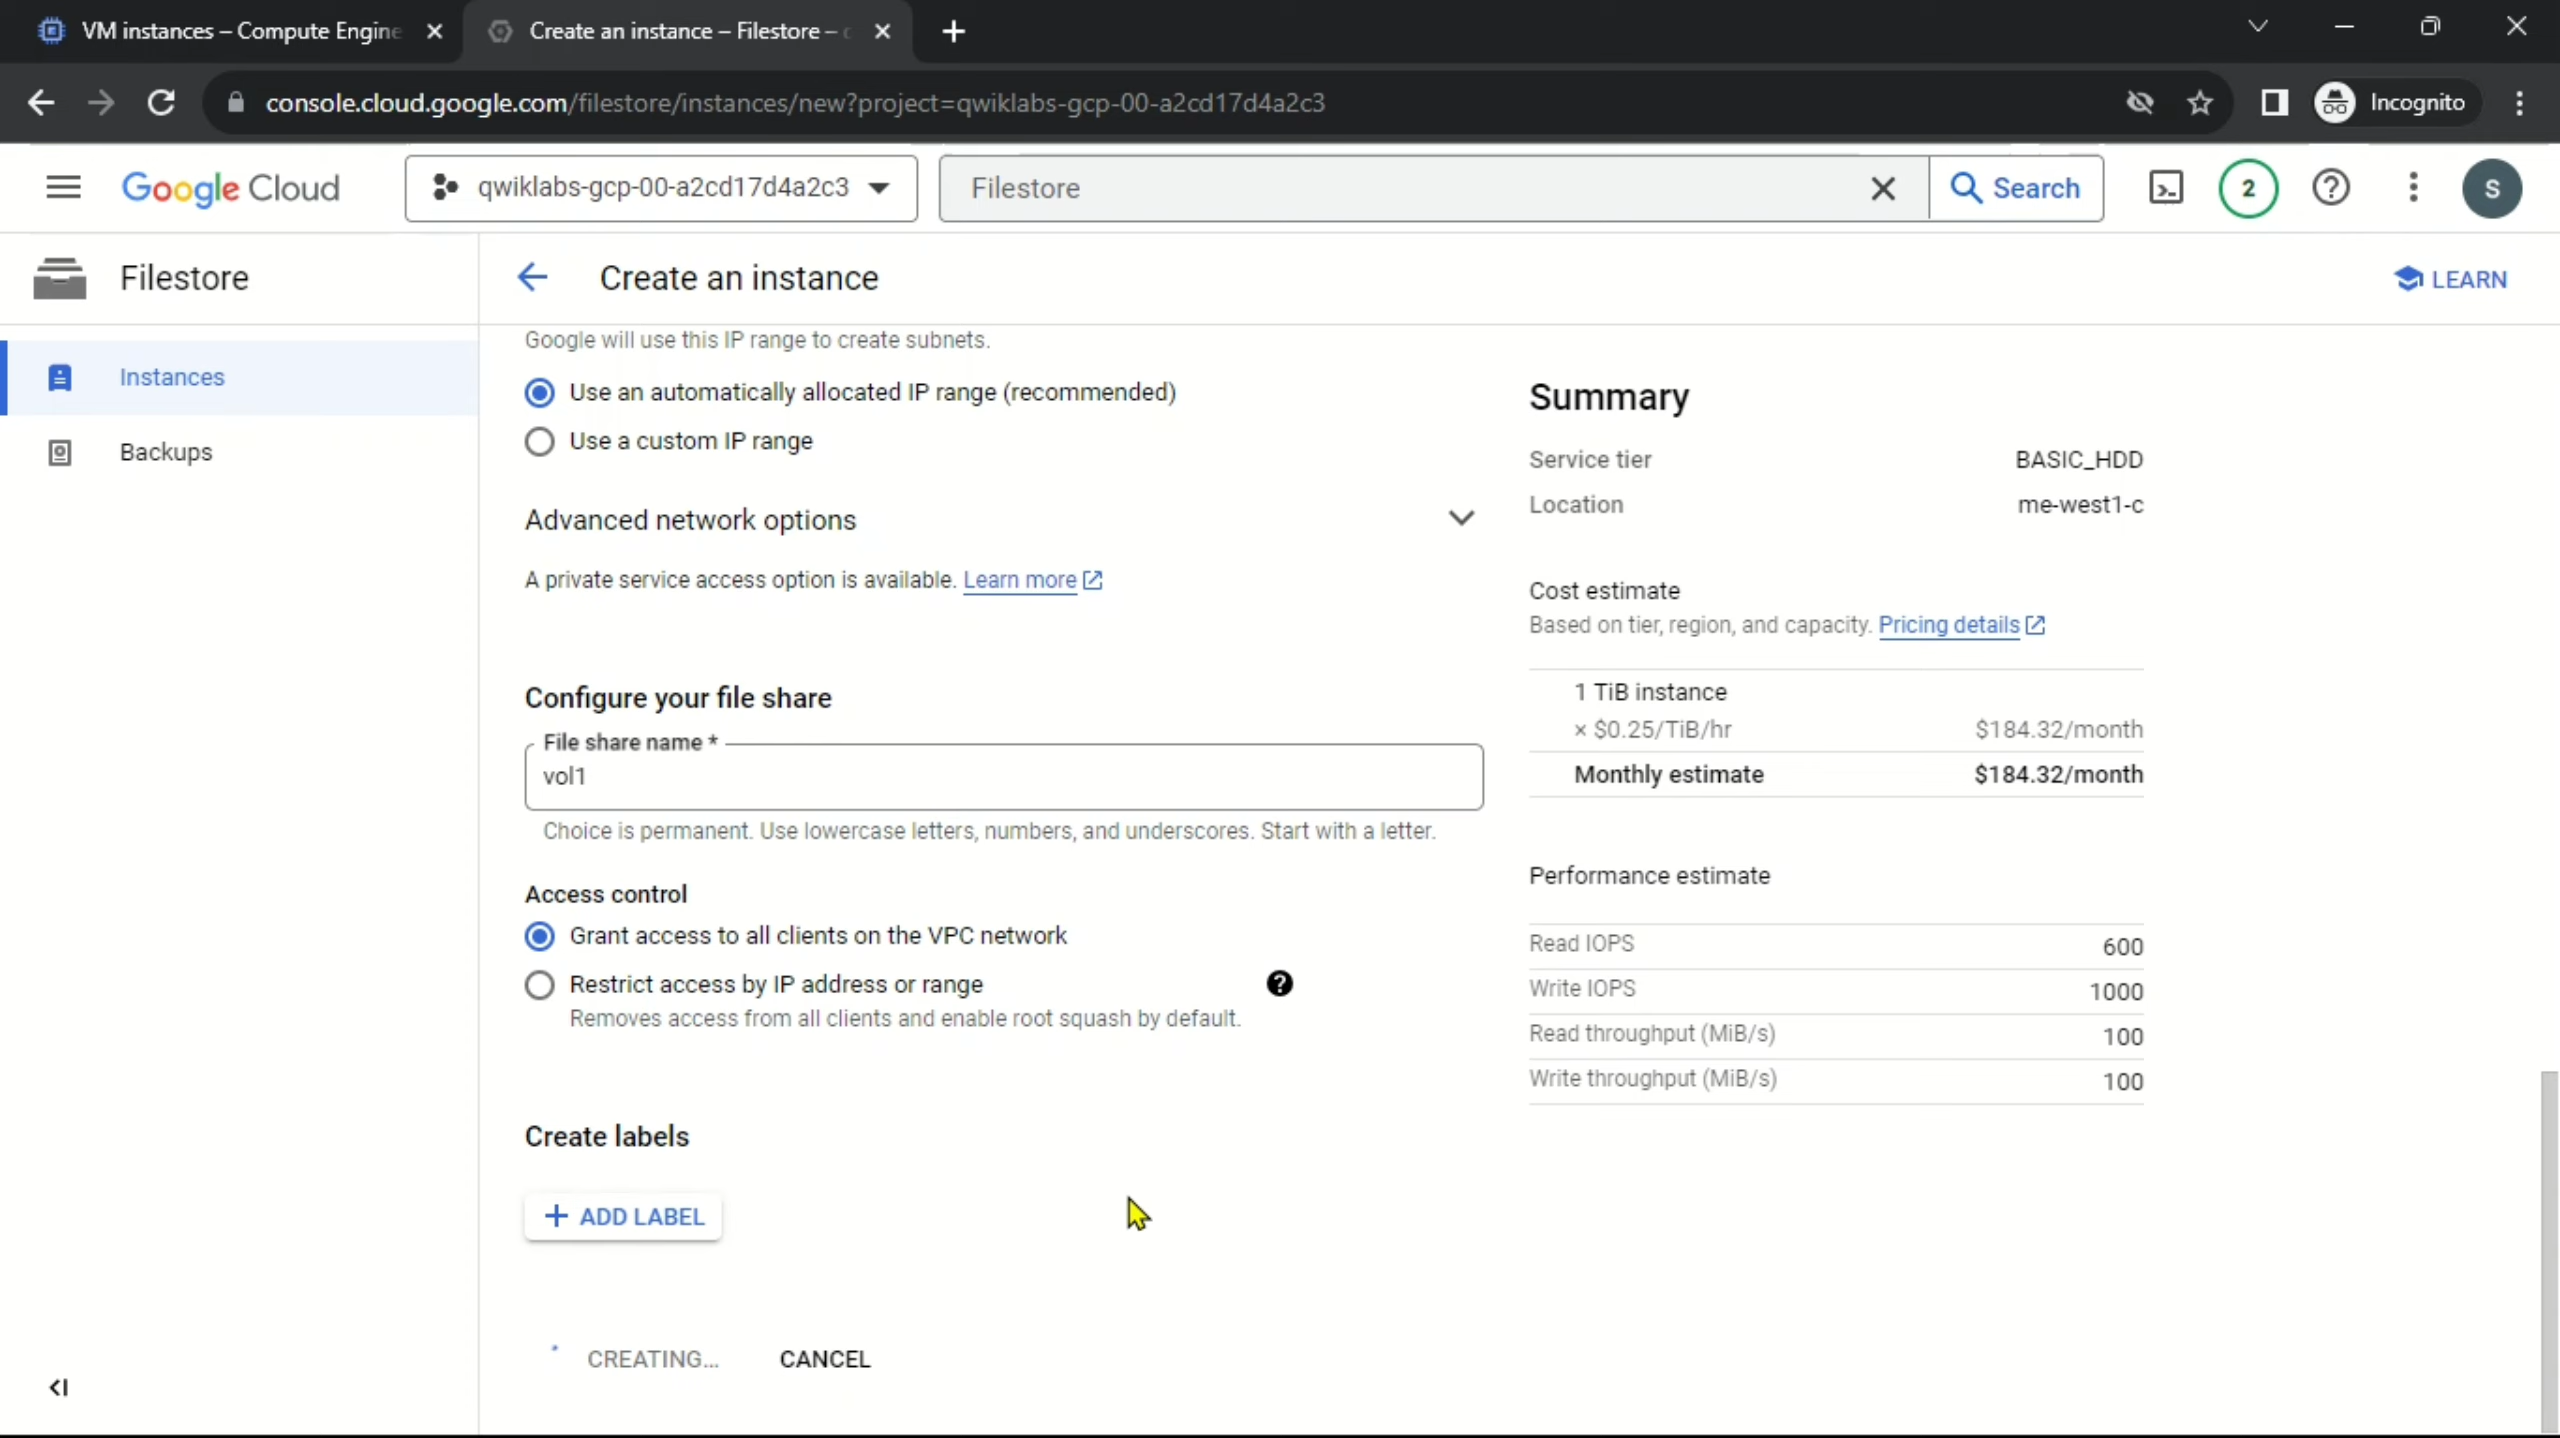 VM instances – Compute Engine
Create an instance – Filestore –
console.cloud.google.com/filestore/instances/new?project=qwiklabs-gcp-00-a2cd17d4a2c3
Incognito
Google Cloud
qwiklabs-gcp-00-a2cd17d4a2c3
Filestore
Search
2
S
Filestore
Create an instance
LEARN
Instances
Backups
Google will use this IP range to create subnets.
Use an automatically allocated IP range (recommended)
Use a custom IP range
Advanced network options
A private service access option is available. Learn more
Configure your file share
File share name *
vol1
Choice is permanent. Use lowercase letters, numbers, and underscores. Start with a letter.
Access control
Grant access to all clients on the VPC network
Restrict access by IP address or range
Removes access from all clients and enable root squash by default.
Create labels
ADD LABEL
CREATING...
CANCEL
Summary
Service tier BASIC_HDD
Location me-west1-c
Cost estimate
Based on tier, region, and capacity. Pricing details
1 TiB instance
× $0.25/TiB/hr $184.32/month
Monthly estimate $184.32/month
Performance estimate
Read IOPS 600
Write IOPS 1000
Read throughput (MiB/s) 100
Write throughput (MiB/s) 100